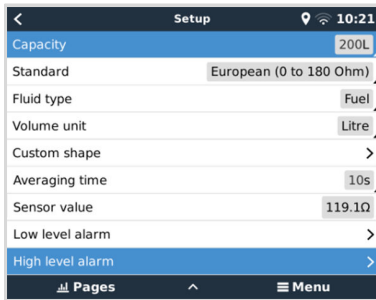 Setup 10:21
Capacity 200L
Standard European (0 to 180 Ohm)
Fluid type Fuel
Volume unit Litre
Custom shape
Averaging time 10s
Sensor value 119.1Ω
Low level alarm
High level alarm
Pages Menu